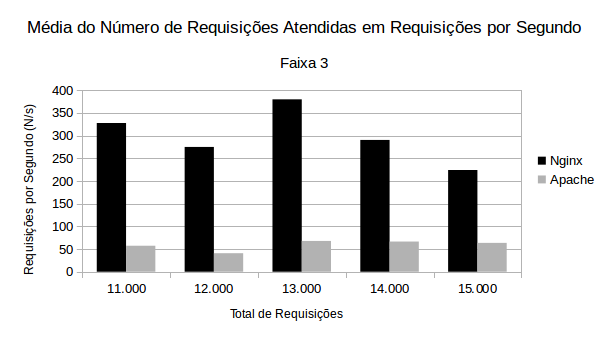 Média do Número de Requisições Atendidas em Requisições por Segundo
Faixa 3
Requisições por Segundo (N/s)
400
350
300
250
200
150
100
50
0
11.000 12.000 13.000 14.000 15.000
Total de Requisições
Nginx
Apache